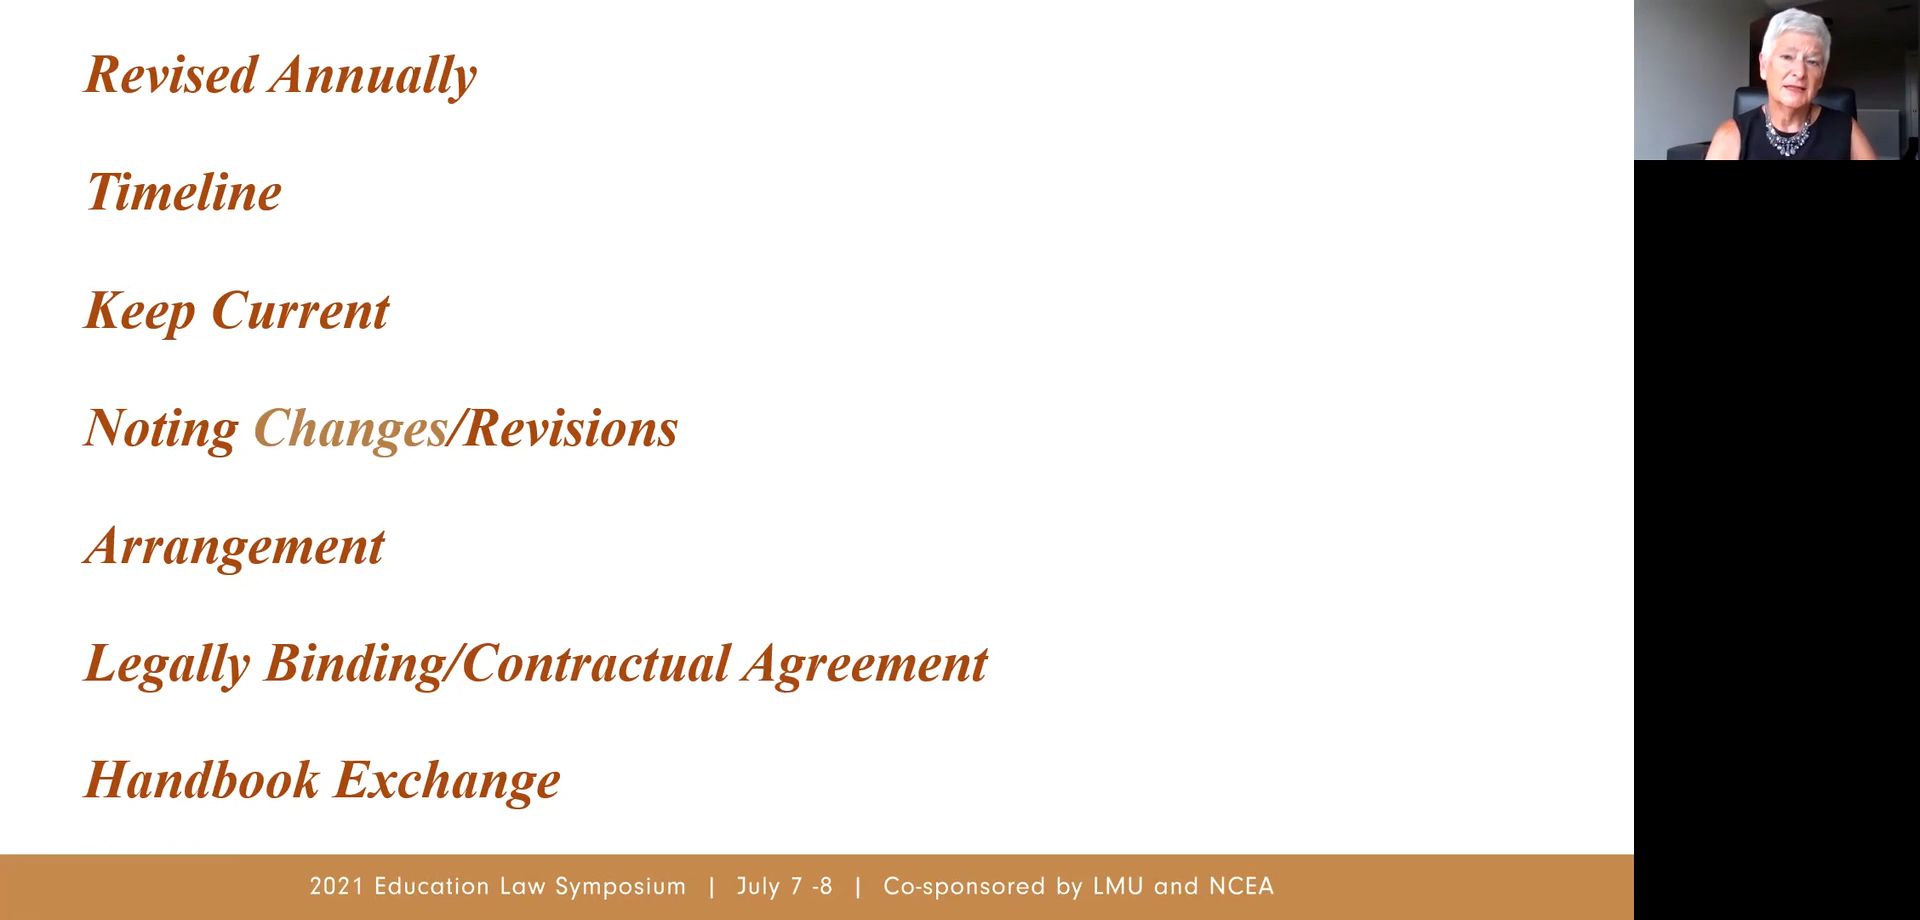 Revised Annually
Timeline
Keep Current
Noting Changes/Revisions
Arrangement
Legally Binding/Contractual Agreement
Handbook Exchange
2021 Education Law Symposium | July 7 -8 | Co-sponsored by LMU and NCEA